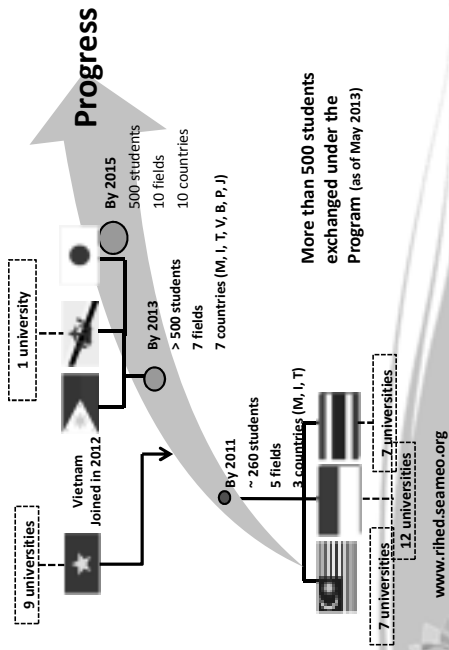 Progress
9 universities
1 university
Vietnam
Joined in 2012
By 2015
500 students
10 fields
10 countries
By 2013
> 500 students
7 fields
7 countries (M, I, T, V, B, P, J)
By 2011
~ 260 students
5 fields
3 countries (M, I, T)
7 universities
12 universities
7 universities
More than 500 students
exchanged under the
Program (as of May 2013)
www.rihed.seameo.org